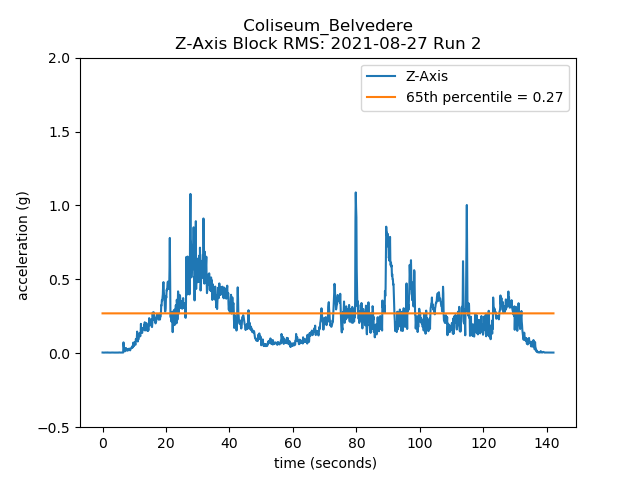 Coliseum_Belvedere
Z-Axis Block RMS: 2021-08-27 Run 2
Z-Axis
65th percentile = 0.27
acceleration (g)
2.0
1.5
1.0
0.5
0.0
−0.5
0 20 40 60 80 100 120 140
time (seconds)